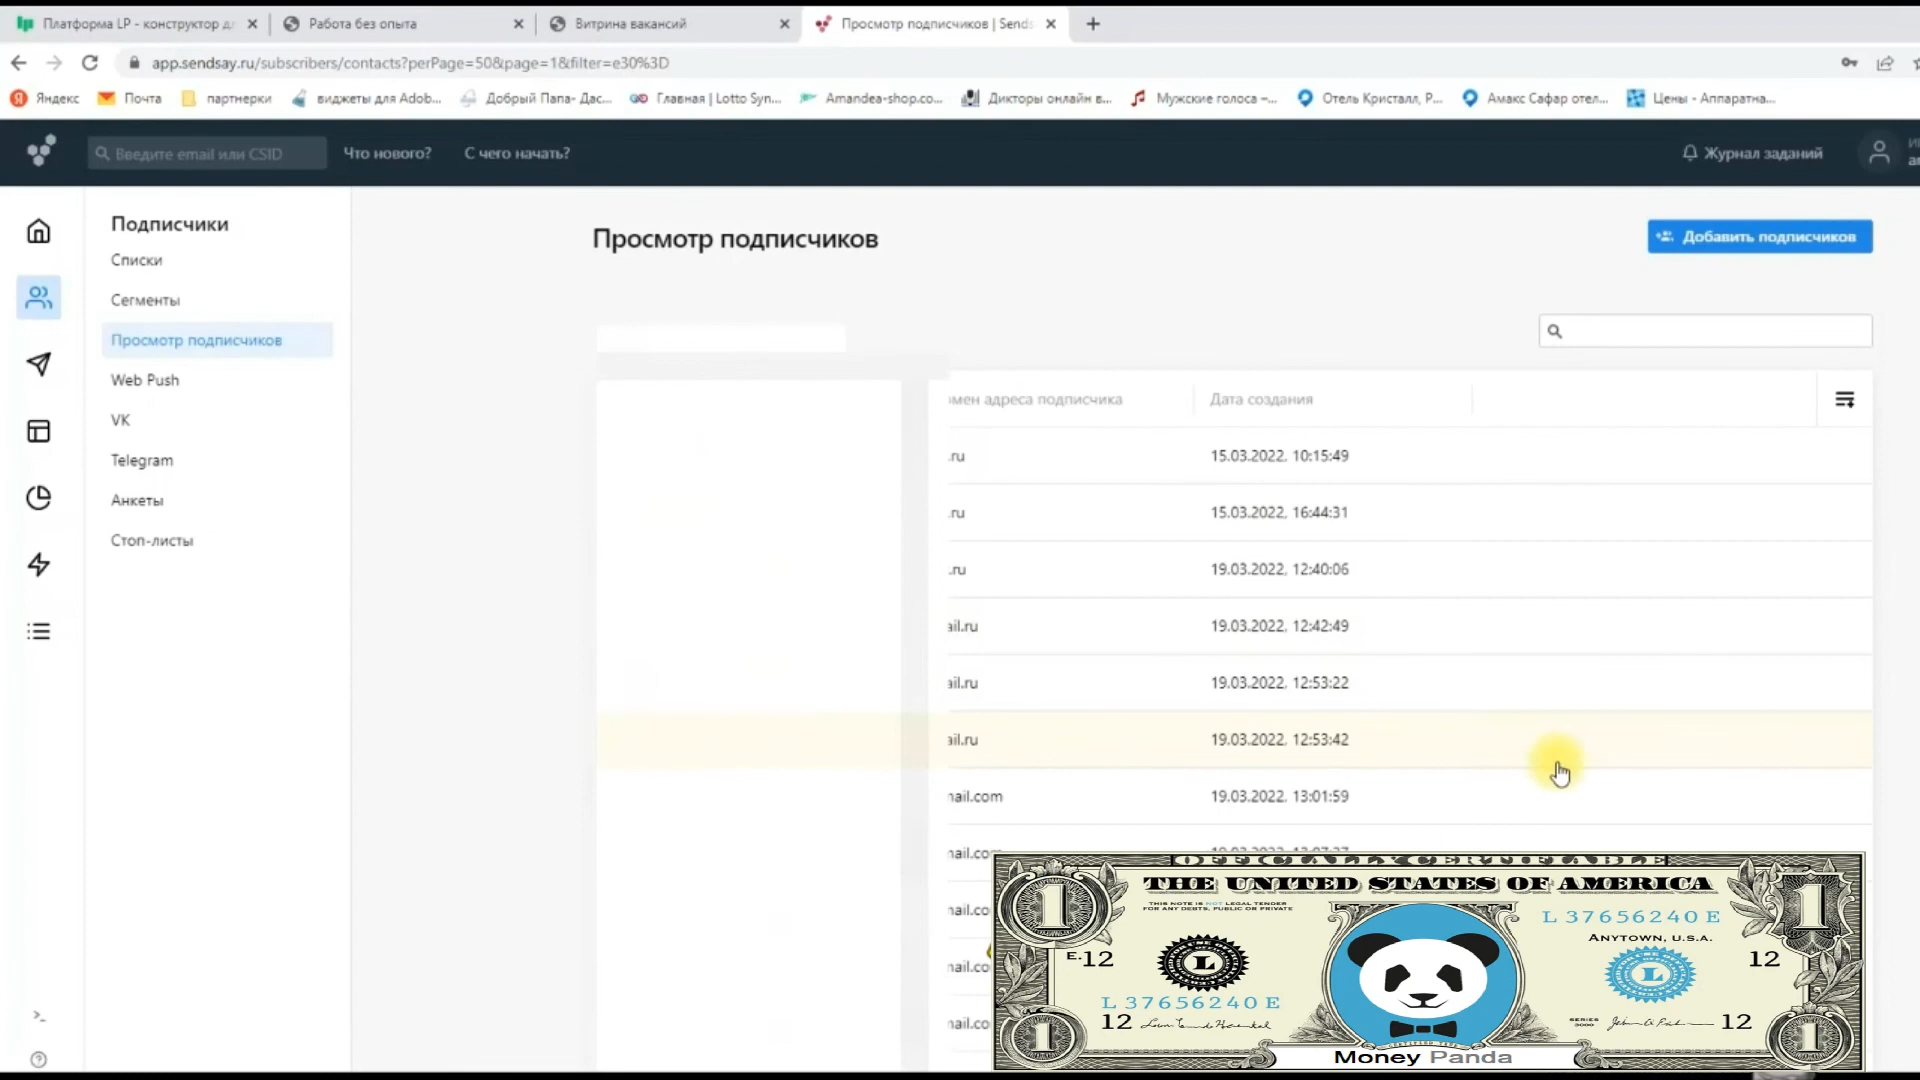 Платформа LP - конструктор д
Работа без опыта
Витрина вакансий
Просмотр подписчиков | Sends
app.sendsay.ru/subscribers/contacts?perPage=50&page=1&filter=e30%3D
Яндекс
Почта
партнерки
виджеты для Adob...
Добрый Папа- Дас...
Главная | Lotto Syn...
Amandea-shop.co...
Дикторы онлайн в...
Мужские голоса –...
Отель Кристалл, Р...
Амакс Сафар отел...
Цены - Аппаратна...
Введите email или CSID
Что нового?
С чего начать?
Журнал заданий
Подписчики
Списки
Сегменты
Просмотр подписчиков
Web Push
VK
Telegram
Анкеты
Стоп-листы
Просмотр подписчиков
Добавить подписчиков
мен адреса подписчика
Дата создания
.ru
15.03.2022, 10:15:49
.ru
15.03.2022, 16:44:31
.ru
19.03.2022, 12:40:06
ail.ru
19.03.2022, 12:42:49
ail.ru
19.03.2022, 12:53:22
ail.ru
19.03.2022, 12:53:42
nail.com
19.03.2022, 13:01:59
nail.co
nail.co
nail.co
nail.co
OFFICIALLY CERTIFIABLE
THE UNITED STATES OF AMERICA
THIS NOTE IS NOT LEGAL TENDER
FOR ANY DEBTS, PUBLIC OR PRIVATE
L 37656240 E
ANYTOWN, U.S.A.
E.12
L
L
12
L 37656240 E
12
SERIES
12
1
1
1
1
Money Panda